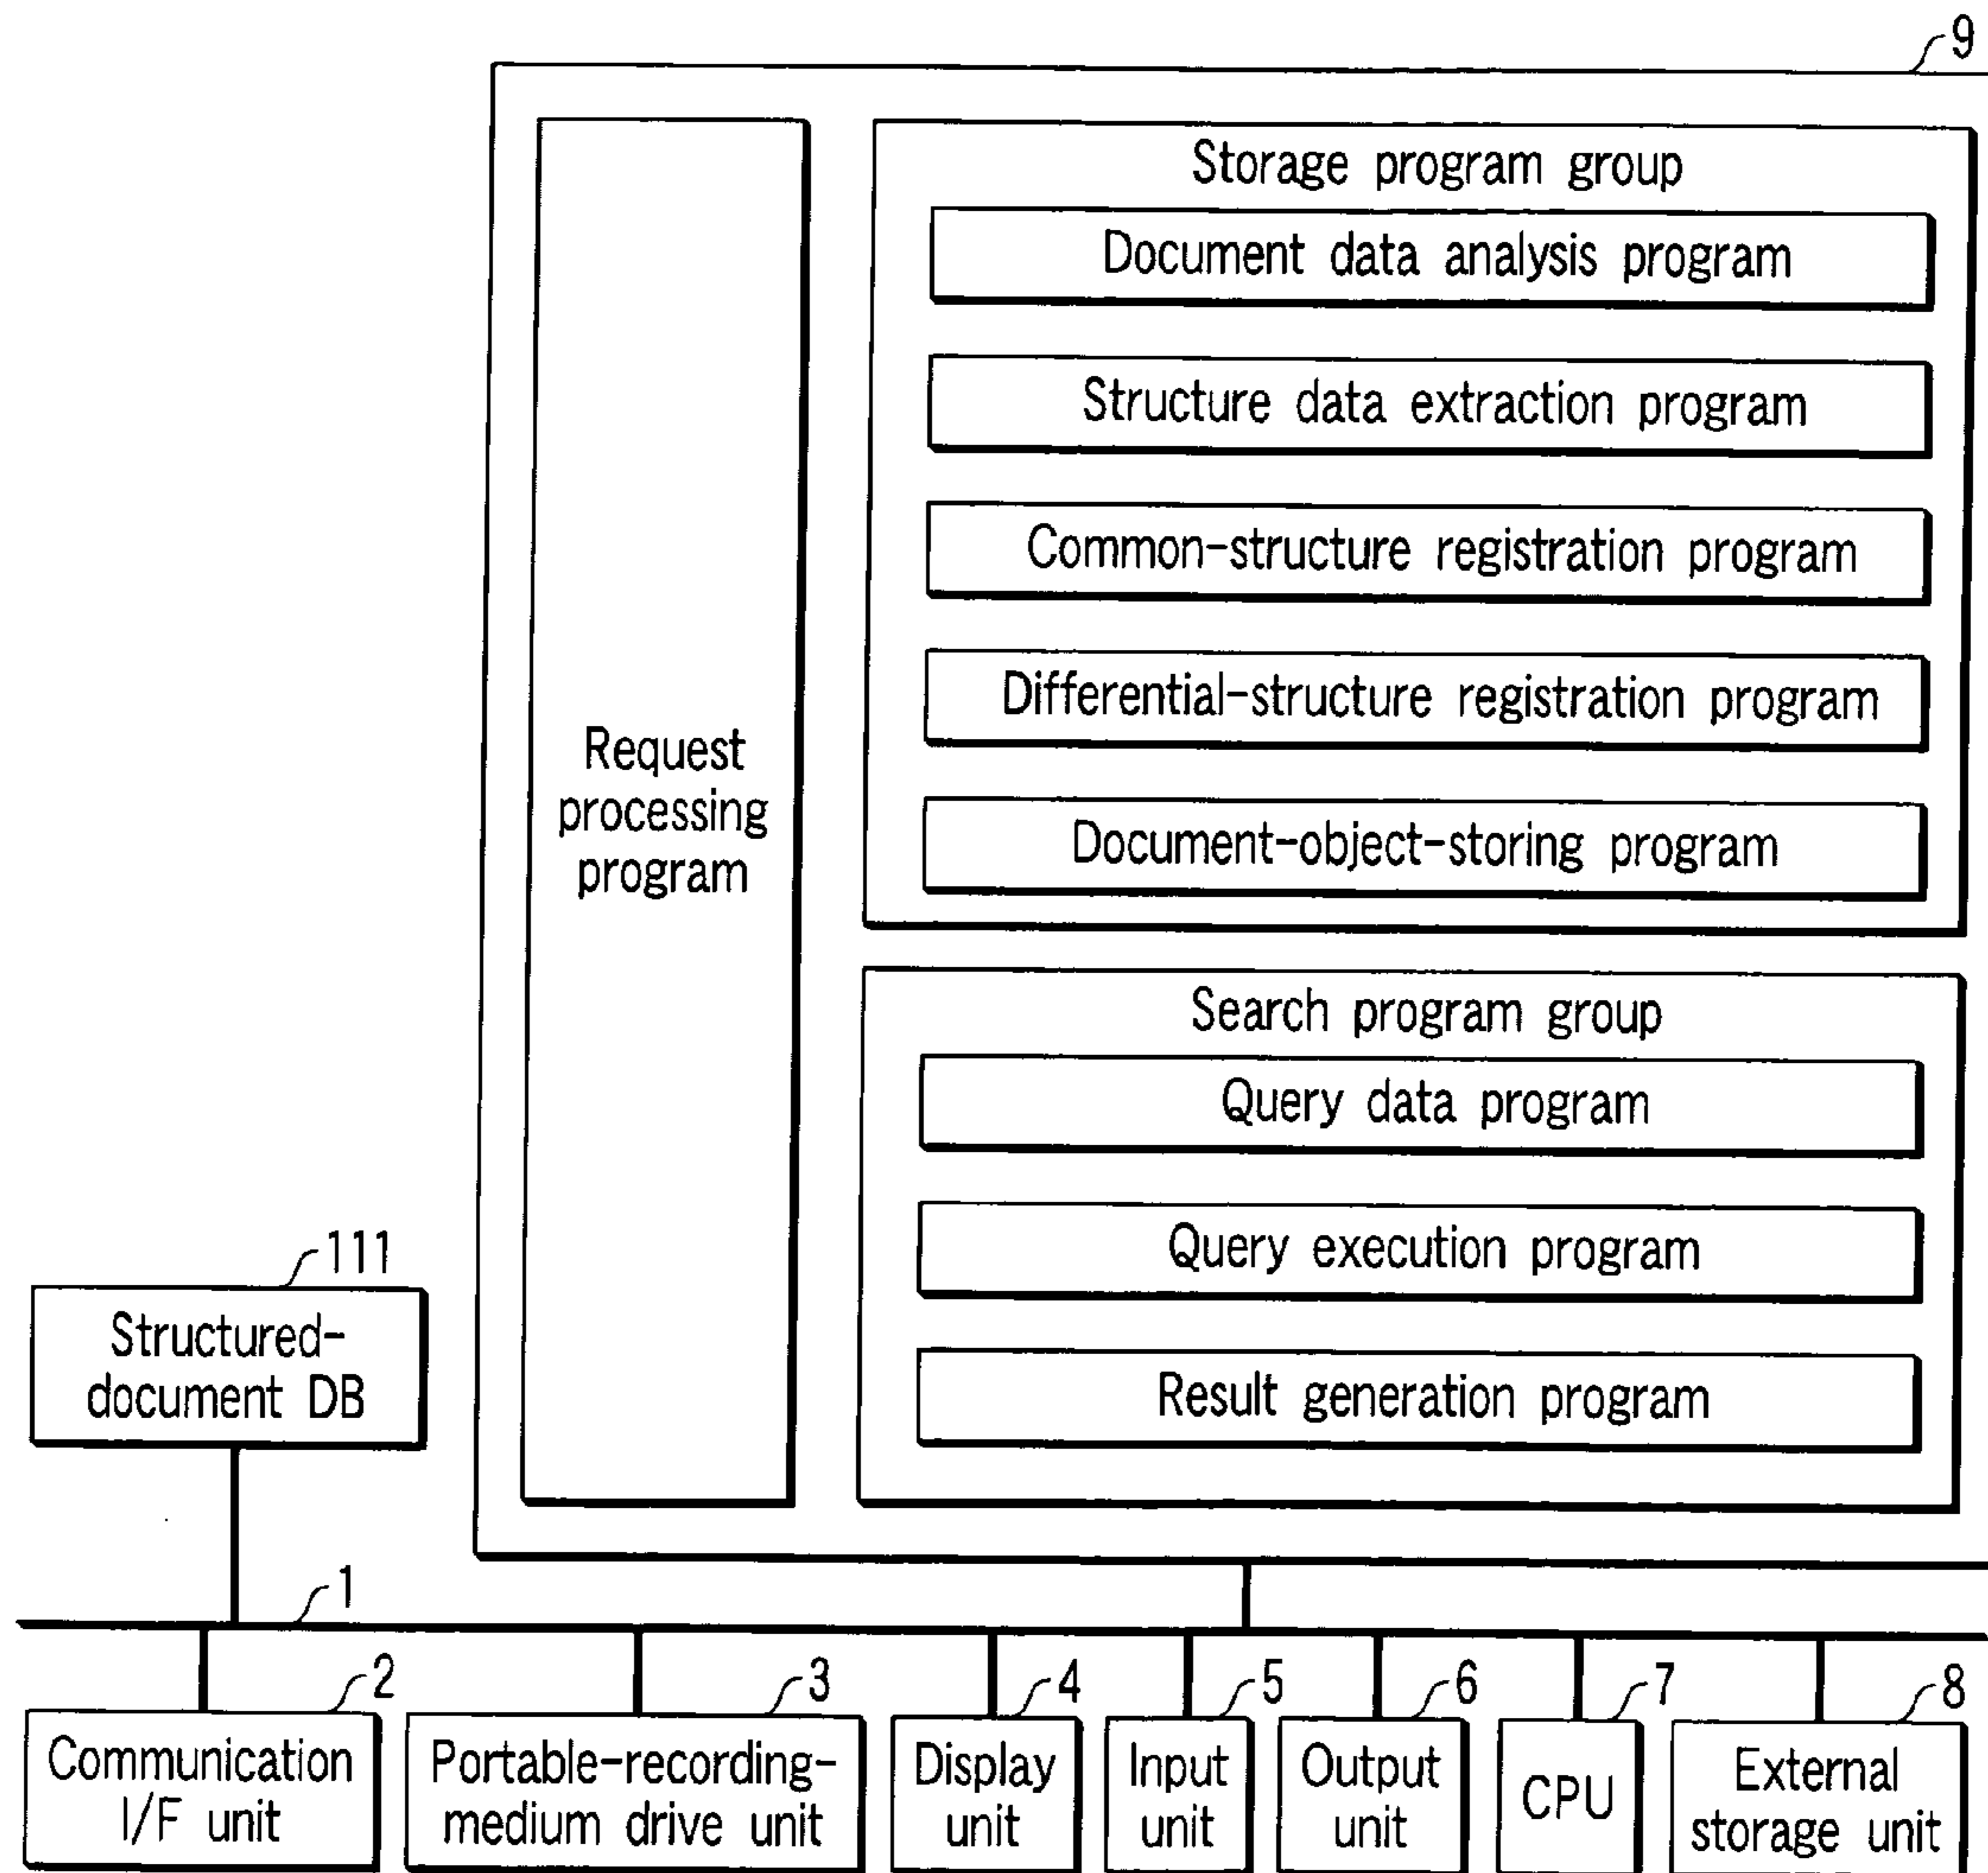 9
Storage program group
Document data analysis program
Structure data extraction program
Common-structure registration program
Differential-structure registration program
Document-object-storing program
Request
processing
program
Search program group
Query data program
Query execution program
Result generation program
111
Structured-
document DB
1
2
Communication
I/F unit
3
Portable-recording-
medium drive unit
4
Display
unit
5
Input
unit
6
Output
unit
7
CPU
8
External
storage unit